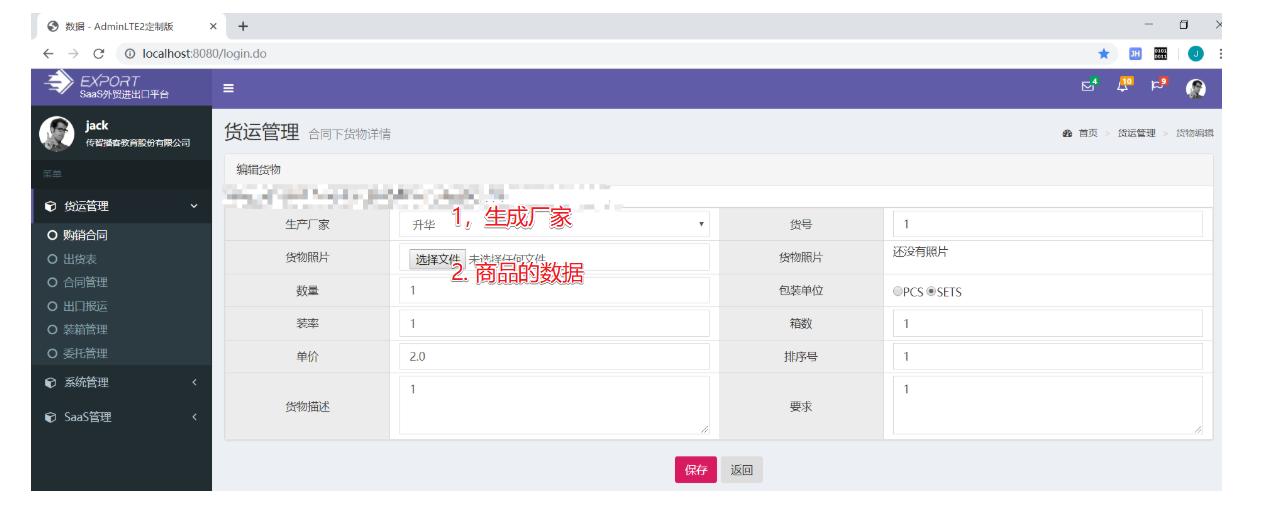 数据 - AdminLTE2定制版
localhost:8080/login.do
EXPORT
SaaS外贸进出口平台
4
10
9
jack
传智播客教育股份有限公司
货运管理 合同下货物详情
首页 > 货运管理 > 货物编辑
菜单
货运管理
购销合同
出货表
合同管理
出口报运
装箱管理
委托管理
系统管理
SaaS管理
编辑货物
生产厂家 升华 货号 1
1，生成厂家
货物照片 选择文件 未选择任何文件 货物照片 还没有照片
2. 商品的数据
数量 1 包装单位 PCS SETS
装率 1 箱数 1
单价 2.0 排序号 1
货物描述 1 要求 1
保存 返回